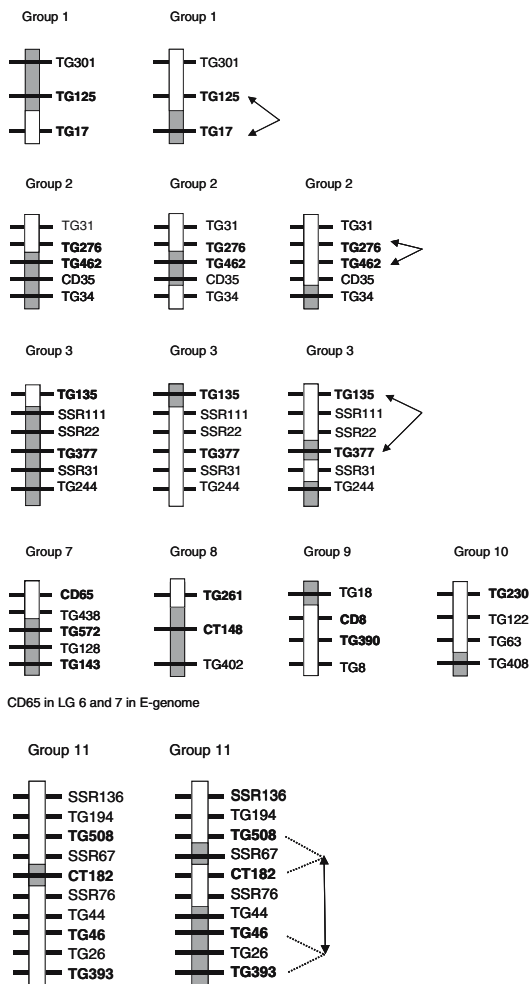 Group 1 Group 1
TG301 TG301
TG125 TG125
TG17 TG17
Group 2 Group 2 Group 2
TG31 TG31 TG31
TG276 TG276 TG276
TG462 TG462 TG462
CD35 CD35 CD35
TG34 TG34 TG34
Group 3 Group 3 Group 3
TG135 TG135 TG135
SSR111 SSR111 SSR111
SSR22 SSR22 SSR22
TG377 TG377 TG377
SSR31 SSR31 SSR31
TG244 TG244 TG244
Group 7 Group 8 Group 9 Group 10
CD65 TG261 TG18 TG230
TG438 CD8 TG122
TG572 CT148 TG390 TG63
TG128
TG143 TG402 TG8 TG408
CD65 in LG 6 and 7 in E-genome
Group 11 Group 11
SSR136 SSR136
TG194 TG194
TG508 TG508
SSR67 SSR67
CT182 CT182
SSR76 SSR76
TG44 TG44
TG46 TG46
TG26 TG26
TG393 TG393